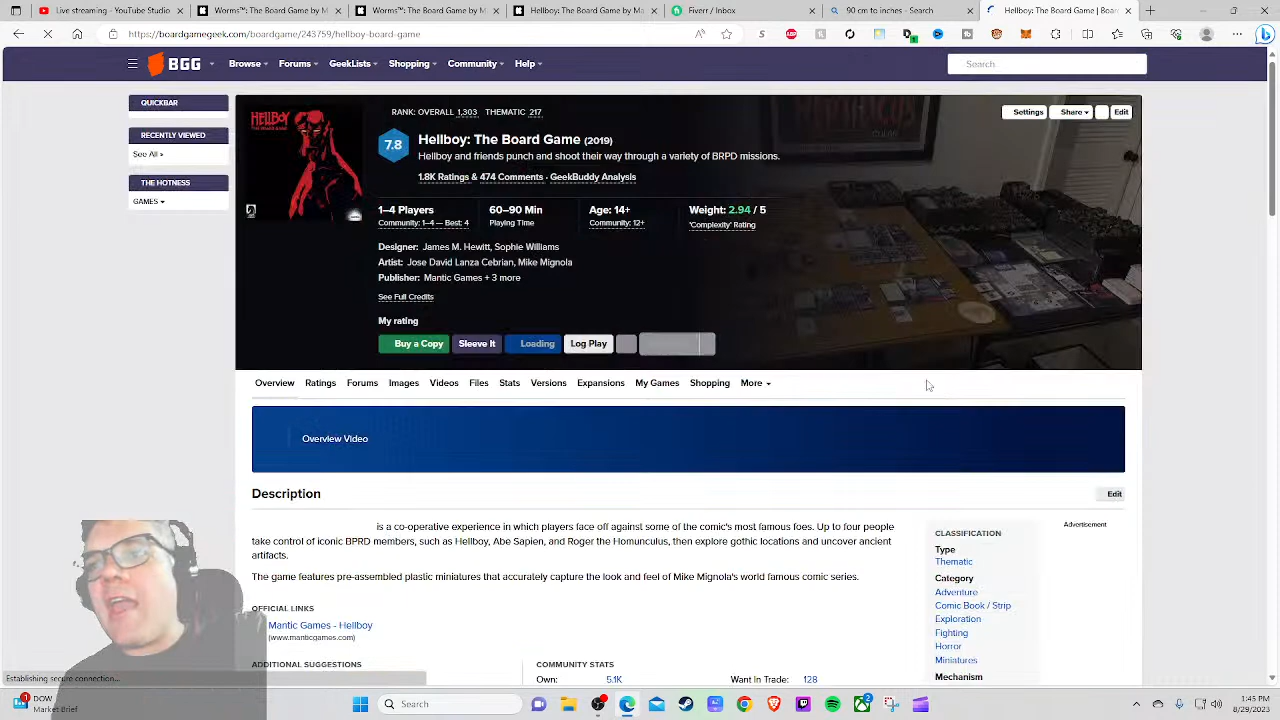 Live streaming - YouTube Studio
Worms™: The Board Game by M
Worms™: The Board Game by M
Hellboy: The Board Game by Ma
Fiverr / Inbox
90 cm to inches - Search
Hellboy: The Board Game | Boar
https://boardgamegeek.com/boardgame/243759/hellboy-board-game
BGG
Browse
Forums
GeekLists
Shopping
Community
Help
Search
QUICKBAR
RECENTLY VIEWED
See All >
THE HOTNESS
GAMES
HELLBOY
THE BOARD GAME
RANK: OVERALL 1,303 THEMATIC 217
Settings
Share
Edit
7.8
Hellboy: The Board Game (2019)
Hellboy and friends punch and shoot their way through a variety of BRPD missions.
1.8K Ratings & 474 Comments · GeekBuddy Analysis
1–4 Players
Community: 1–4 — Best: 4
60–90 Min
Playing Time
Age: 14+
Community: 12+
Weight: 2.94 / 5
'Complexity' Rating
Designer: James M. Hewitt, Sophie Williams
Artist: Jose David Lanza Cebrian, Mike Mignola
Publisher: Mantic Games + 3 more
See Full Credits
My rating
Buy a Copy
Sleeve It
Loading
Log Play
Overview
Ratings
Forums
Images
Videos
Files
Stats
Versions
Expansions
My Games
Shopping
More
Overview Video
Description
Edit
is a co-operative experience in which players face off against some of the comic's most famous foes. Up to four people
take control of iconic BPRD members, such as Hellboy, Abe Sapien, and Roger the Homunculus, then explore gothic locations and uncover ancient
artifacts.
The game features pre-assembled plastic miniatures that accurately capture the look and feel of Mike Mignola's world famous comic series.
OFFICIAL LINKS
Mantic Games - Hellboy
(www.manticgames.com)
ADDITIONAL SUGGESTIONS
COMMUNITY STATS
Own: 5.1K
Want In Trade: 128
CLASSIFICATION
Type
Thematic
Category
Adventure
Comic Book / Strip
Exploration
Fighting
Horror
Miniatures
Mechanism
Advertisement
Establishing secure connection...
DOW
Market Brief
Search
1:45 PM
8/29/2023